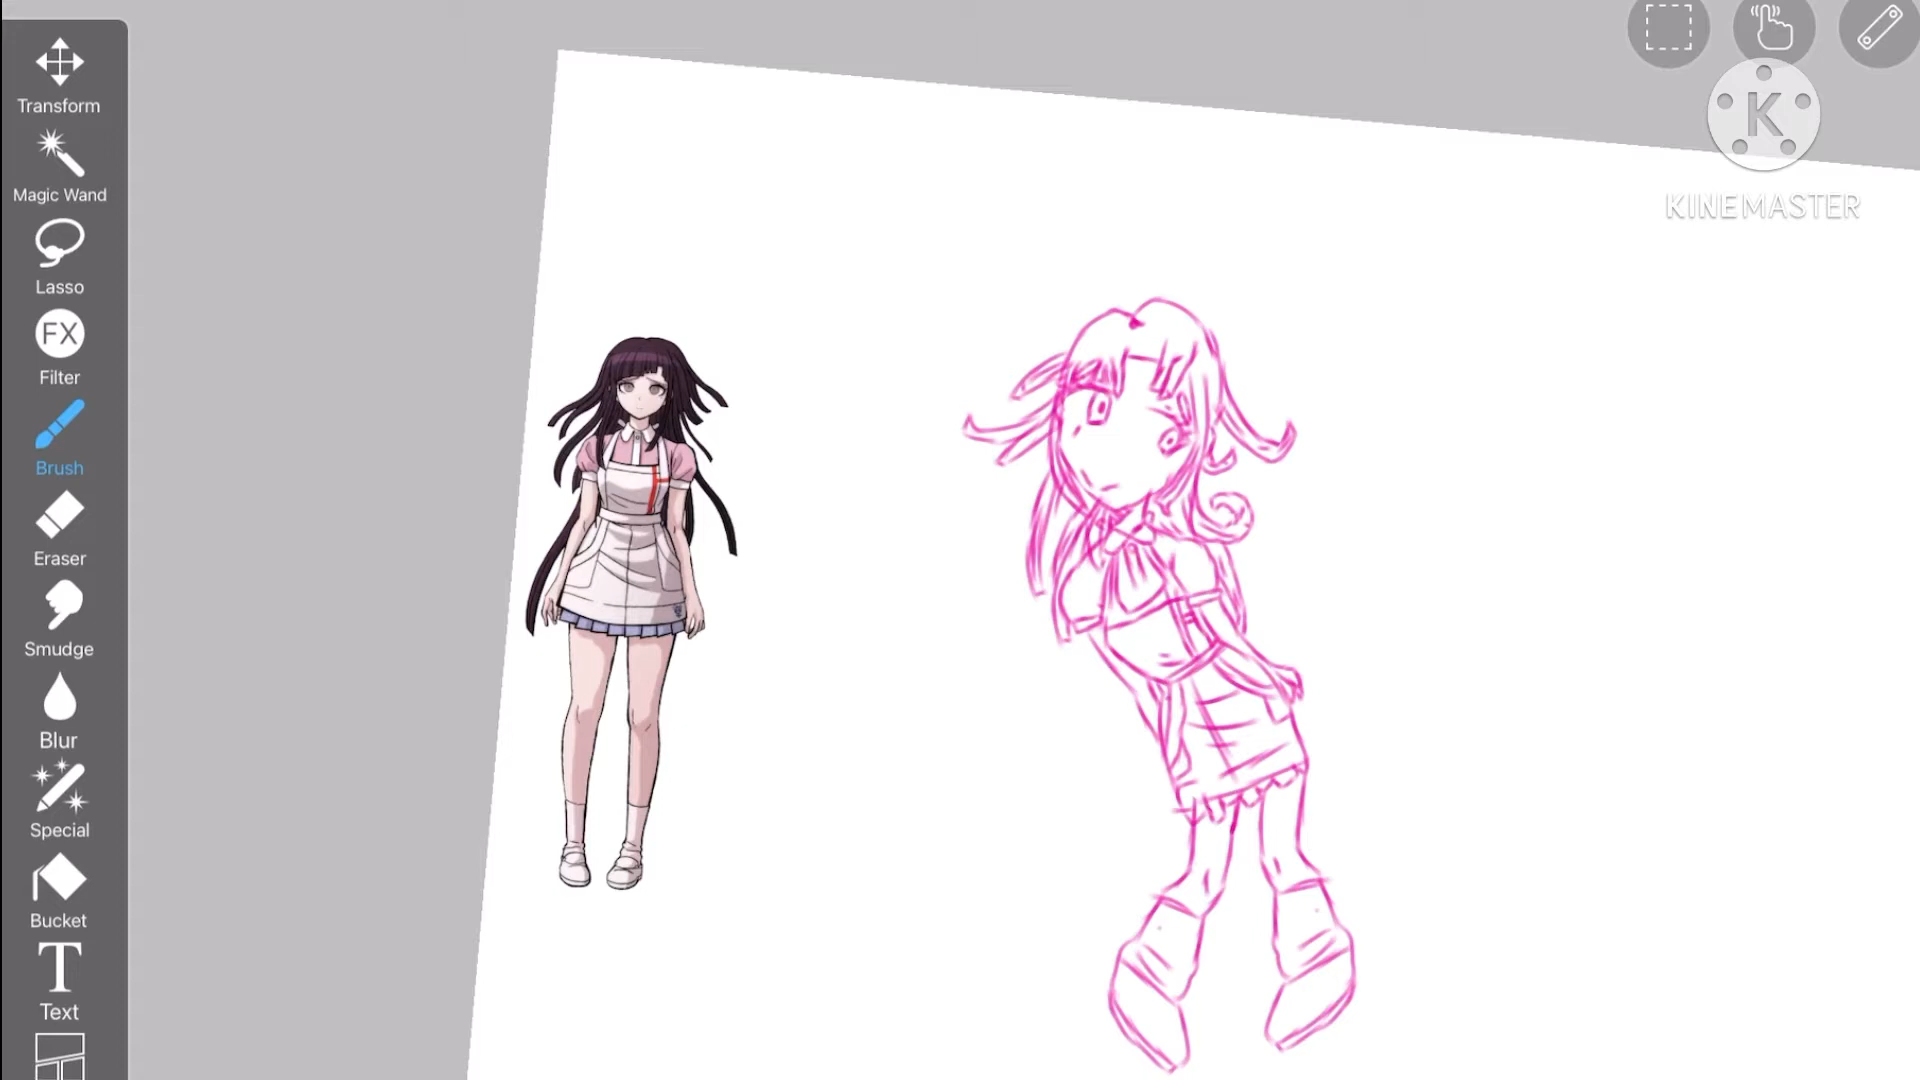 Transform
Magic Wand
Lasso
FX
Filter
Brush
Eraser
Smudge
Blur
Special
Bucket
T
Text
K
KINEMASTER